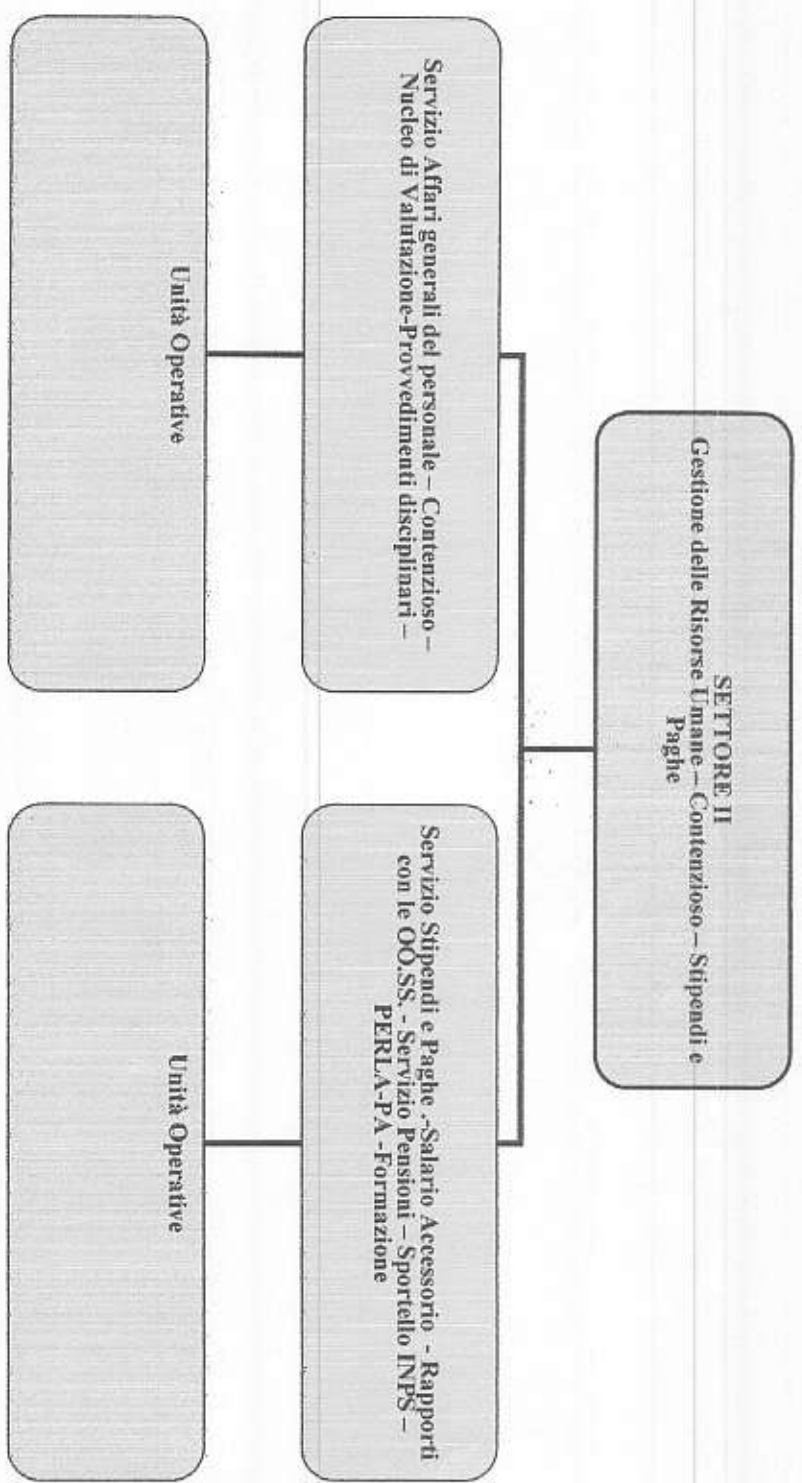 SETTORE II
Gestione delle Risorse Umane – Contenzioso – Stipendi e
Paghe
Servizio Affari generali del personale – Contenzioso –
Nucleo di Valutazione-Provvedimenti disciplinari –
Unità Operative
Servizio Stipendi e Paghe .-Salario Accessorio - Rapporti
con le OO.SS. - Servizio Pensioni – Sportello INPS –
PERLA-PA -Formazione
Unità Operative